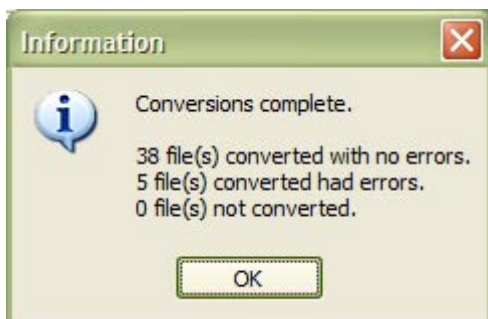 Information
Conversions complete.
38 file(s) converted with no errors.
5 file(s) converted had errors.
0 file(s) not converted.
OK